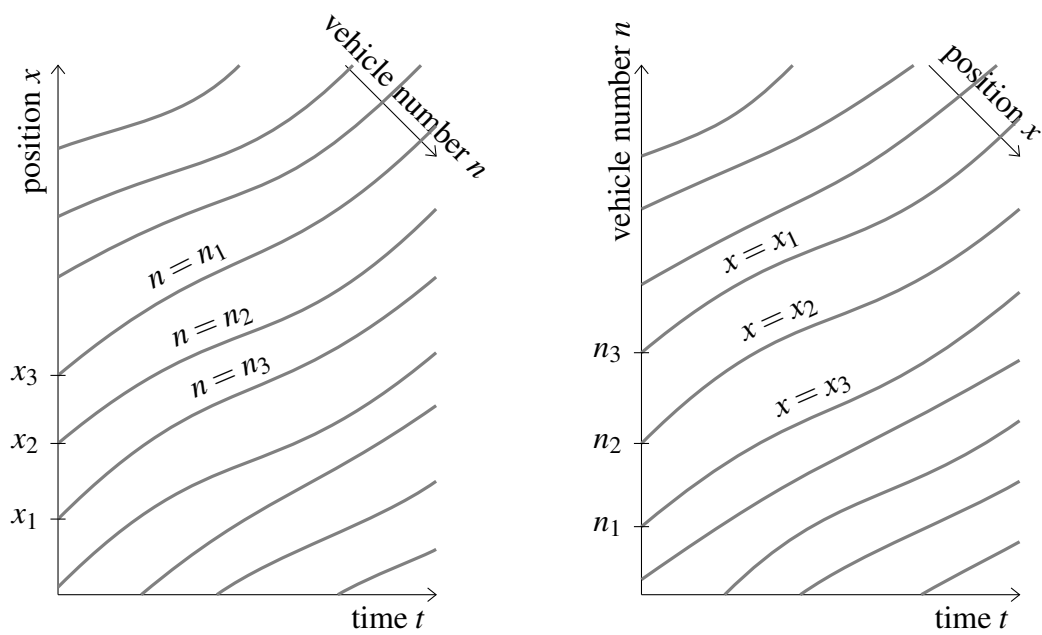 vehicle number n
position x
n = n1
n = n2
n = n3
x3
x2
x1
time t
vehicle number n
position x
x = x1
x = x2
x = x3
n3
n2
n1
time t